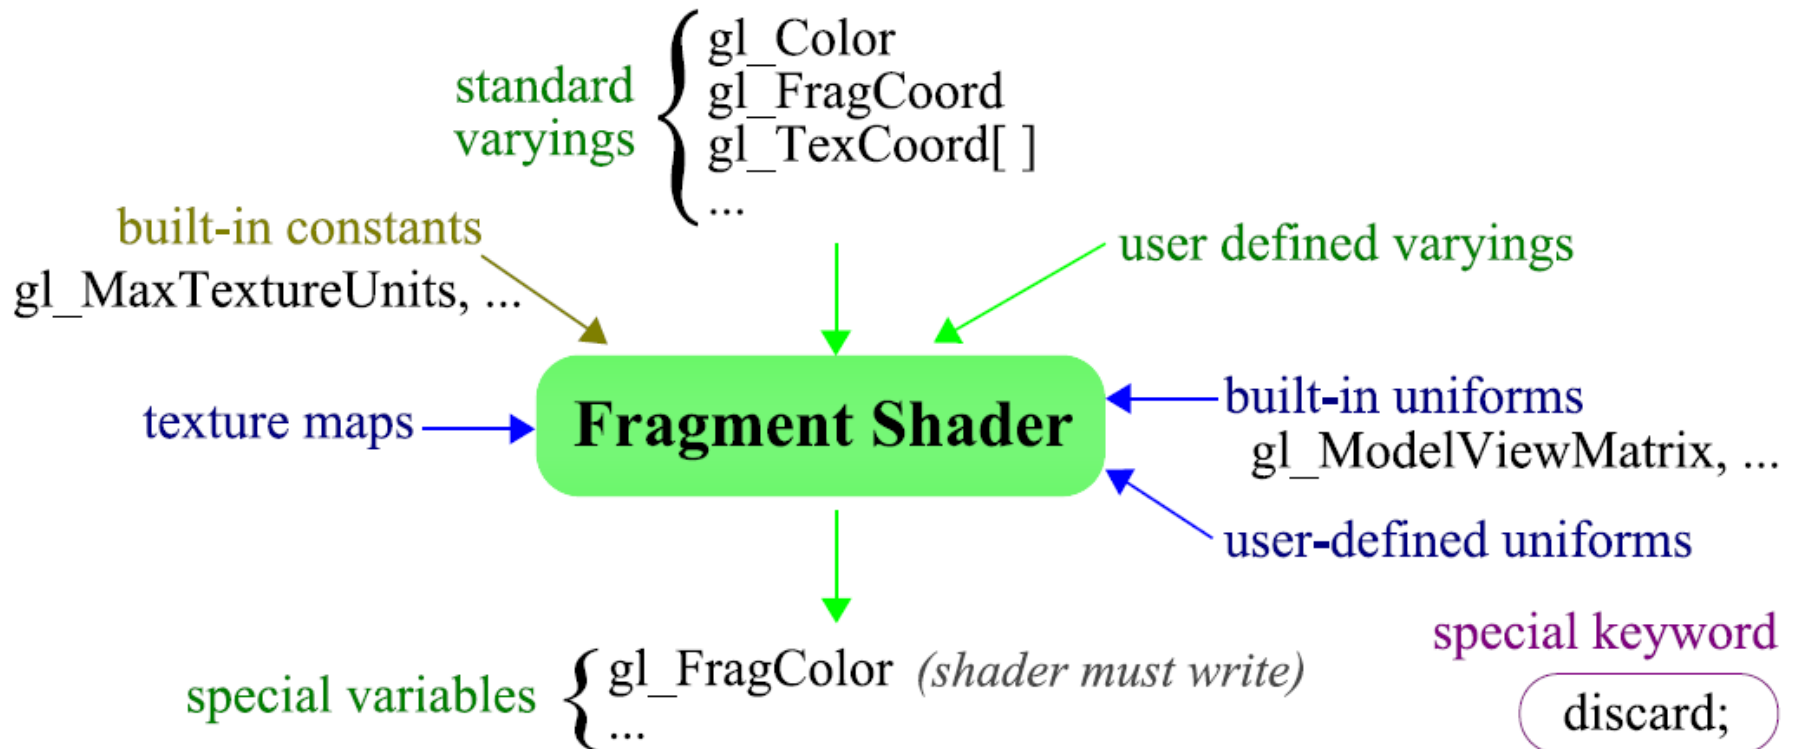 standard
varyings
gl_Color
gl_FragCoord
gl_TexCoord[ ]
...
built-in constants
gl_MaxTextureUnits, ...
user defined varyings
texture maps
Fragment Shader
built-in uniforms
gl_ModelViewMatrix, ...
user-defined uniforms
special variables
gl_FragColor (shader must write)
...
special keyword
discard;